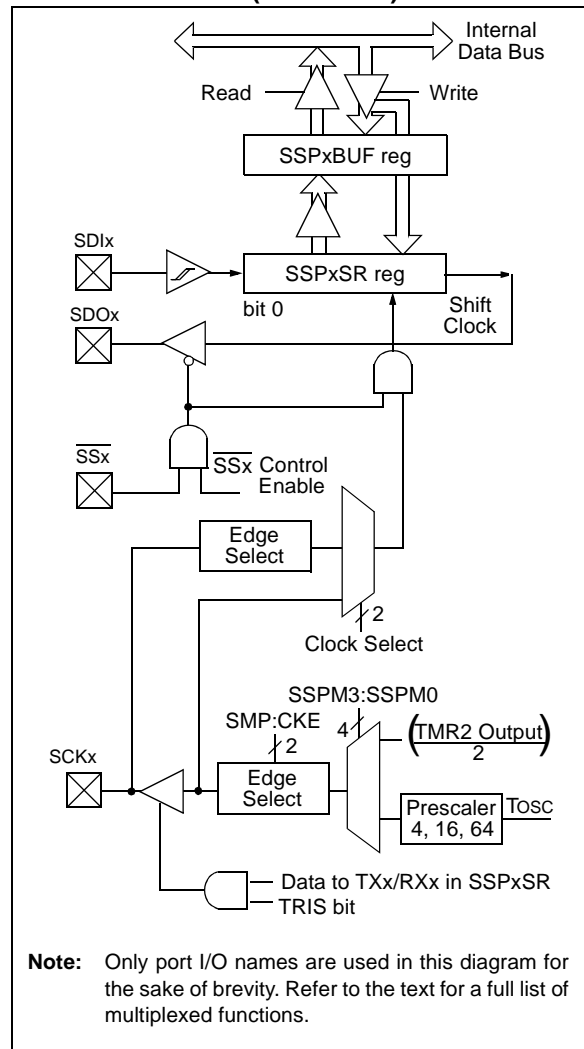 Internal
Data Bus
Read
Write
SSPxBUF reg
SDIx
SSPxSR reg
bit 0
Shift
Clock
SDOx
SSx
SSx Control
Enable
Edge
Select
2
Clock Select
SSPM3:SSPM0
SMP:CKE
4
2
(TMR2 Output)
2
SCKx
Edge
Select
Prescaler
4, 16, 64
TOSC
Data to TXx/RXx in SSPxSR
TRIS bit
Note: Only port I/O names are used in this diagram for
the sake of brevity. Refer to the text for a full list of
multiplexed functions.